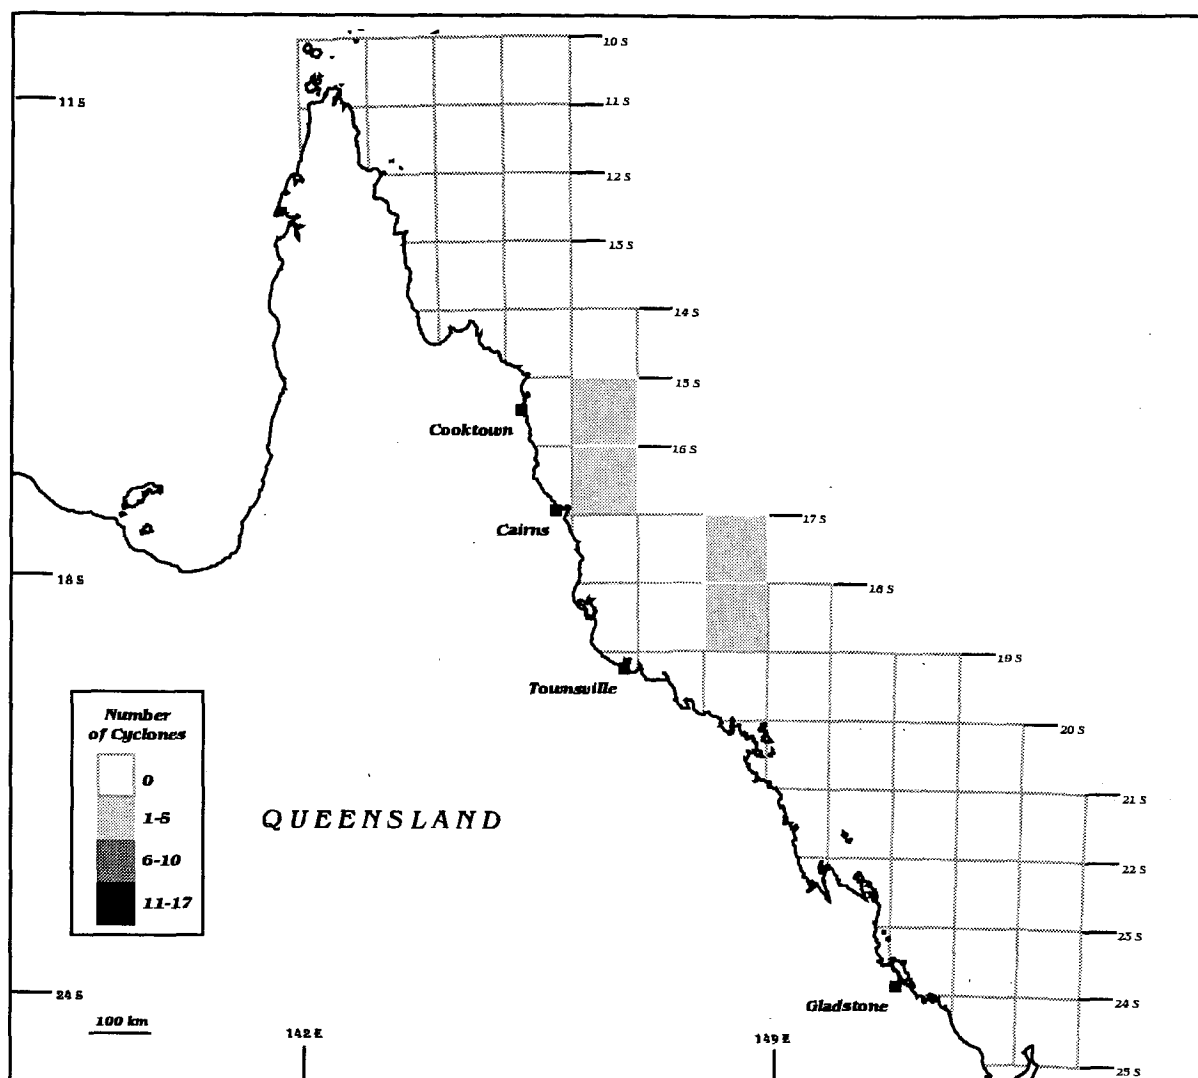 10 S
11 S
11 S
12 S
13 S
14 S
15 S
Cooktown
16 S
Cairns
17 S
18 S
18 S
19 S
Townsville
Number
of Cyclones
0
1-5
6-10
11-17
20 S
QUEENSLAND
21 S
22 S
23 S
24 S
Gladstone
24 S
100 km
142 E
149 E
25 S